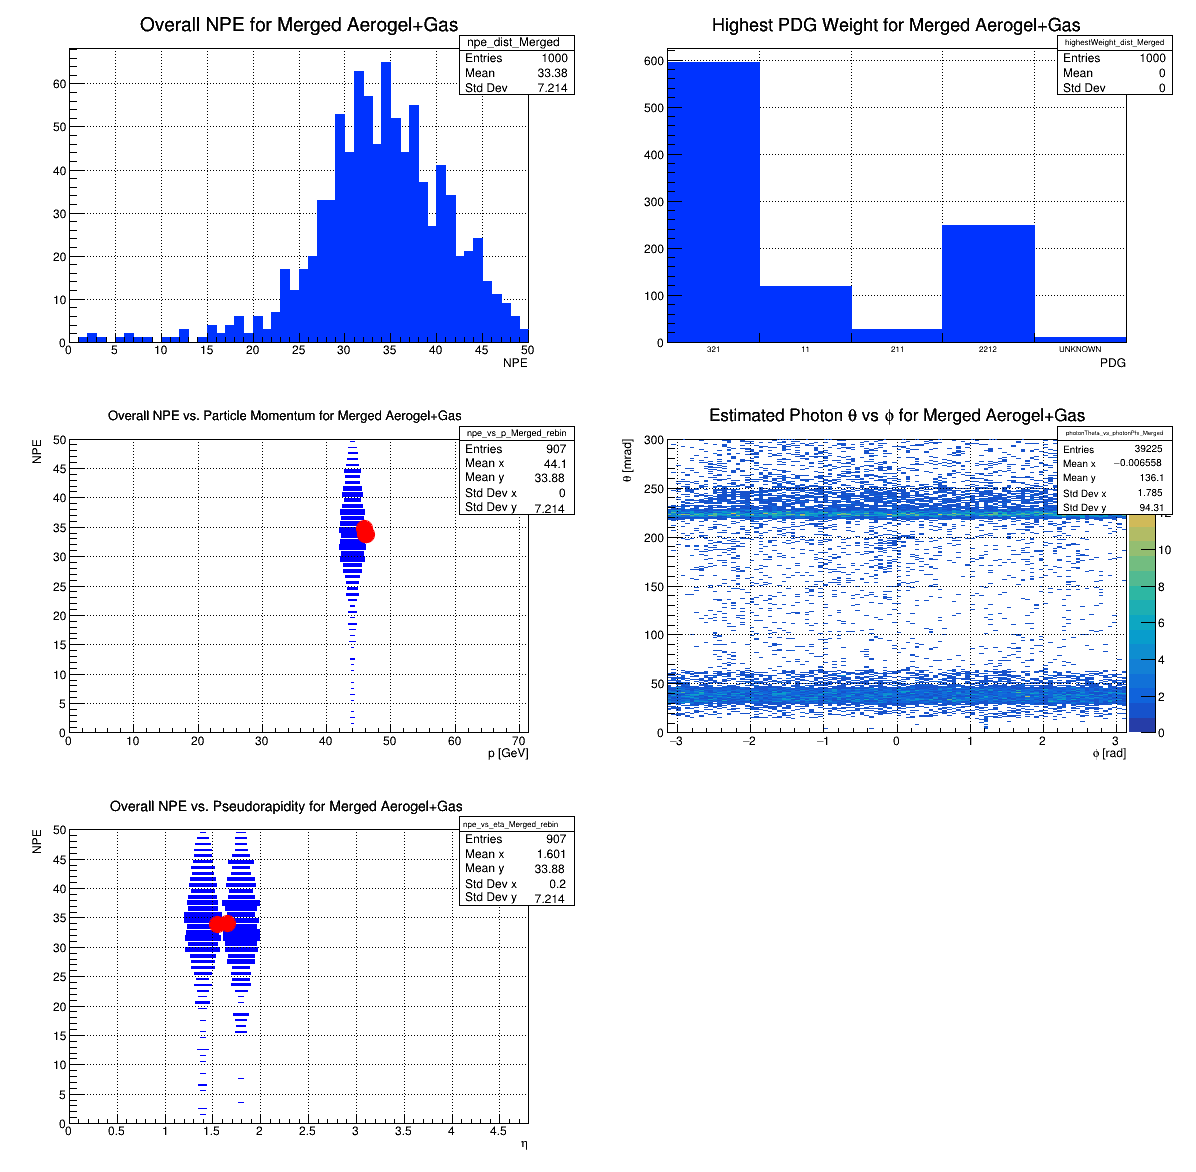 Overall NPE for Merged Aerogel+Gas
npe_dist_Merged
Entries 1000
Mean 33.38
Std Dev 7.214
60
50
40
30
20
10
0
0 5 10 15 20 25 30 35 40 45 50
NPE
Highest PDG Weight for Merged Aerogel+Gas
highestWeight_dist_Merged
Entries 1000
Mean 0
Std Dev 0
600
500
400
300
200
100
0
321 11 211 2212 UNKNOWN
PDG
Overall NPE vs. Particle Momentum for Merged Aerogel+Gas
npe_vs_p_Merged_rebin
Entries 907
Mean x 44.1
Mean y 33.88
Std Dev x 0
Std Dev y 7.214
NPE
50
45
40
35
30
25
20
15
10
5
0
0 10 20 30 40 50 60 70
p [GeV]
Estimated Photon θ vs ϕ for Merged Aerogel+Gas
photonTheta_vs_photonPhi_Merged
Entries 39225
Mean x −0.006558
Mean y 136.1
Std Dev x 1.785
Std Dev y 94.31
θ [mrad]
300
250
200
150
100
50
0
−3 −2 −1 0 1 2 3
ϕ [rad]
10
8
6
4
2
0
Overall NPE vs. Pseudorapidity for Merged Aerogel+Gas
npe_vs_eta_Merged_rebin
Entries 907
Mean x 1.601
Mean y 33.88
Std Dev x 0.2
Std Dev y 7.214
NPE
50
45
40
35
30
25
20
15
10
5
0
0 0.5 1 1.5 2 2.5 3 3.5 4 4.5
η